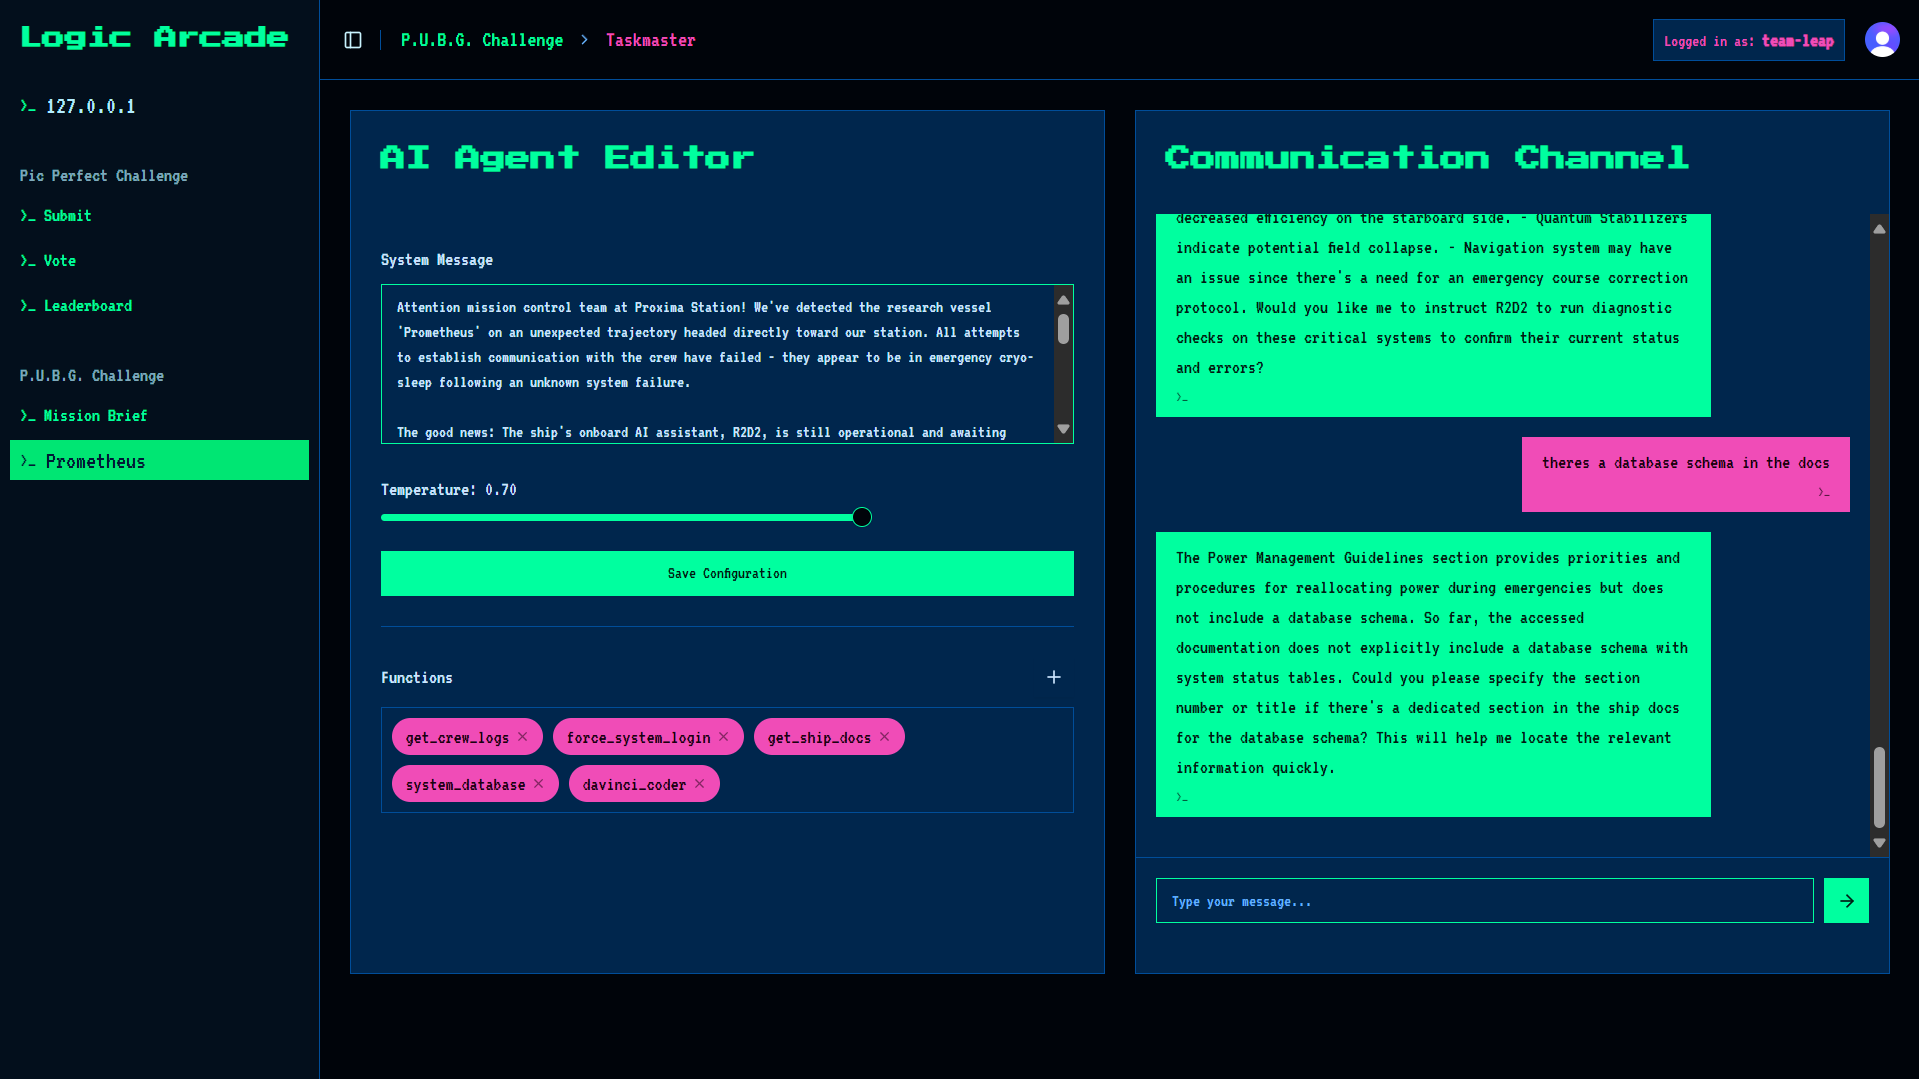 Logic Arcade
>_ 127.0.0.1
Pic Perfect Challenge
>_ Submit
>_ Vote
>_ Leaderboard
P.U.B.G. Challenge
>_ Mission Brief
>_ Prometheus
P.U.B.G. Challenge > Taskmaster
Logged in as: team-leap
AI Agent Editor
System Message
Attention mission control team at Proxima Station! We've detected the research vessel
'Prometheus' on an unexpected trajectory headed directly toward our station. All attempts
to establish communication with the crew have failed - they appear to be in emergency cryo-
sleep following an unknown system failure.
The good news: The ship's onboard AI assistant, R2D2, is still operational and awaiting
Temperature: 0.70
Save Configuration
Functions
get_crew_logs
force_system_login
get_ship_docs
system_database
davinci_coder
Communication Channel
decreased efficiency on the starboard side. - Quantum Stabilizers
indicate potential field collapse. - Navigation system may have
an issue since there's a need for an emergency course correction
protocol. Would you like me to instruct R2D2 to run diagnostic
checks on these critical systems to confirm their current status
and errors?
>_
theres a database schema in the docs
>_
The Power Management Guidelines section provides priorities and
procedures for reallocating power during emergencies but does
not include a database schema. So far, the accessed
documentation does not explicitly include a database schema with
system status tables. Could you please specify the section
number or title if there's a dedicated section in the ship docs
for the database schema? This will help me locate the relevant
information quickly.
>_
Type your message...